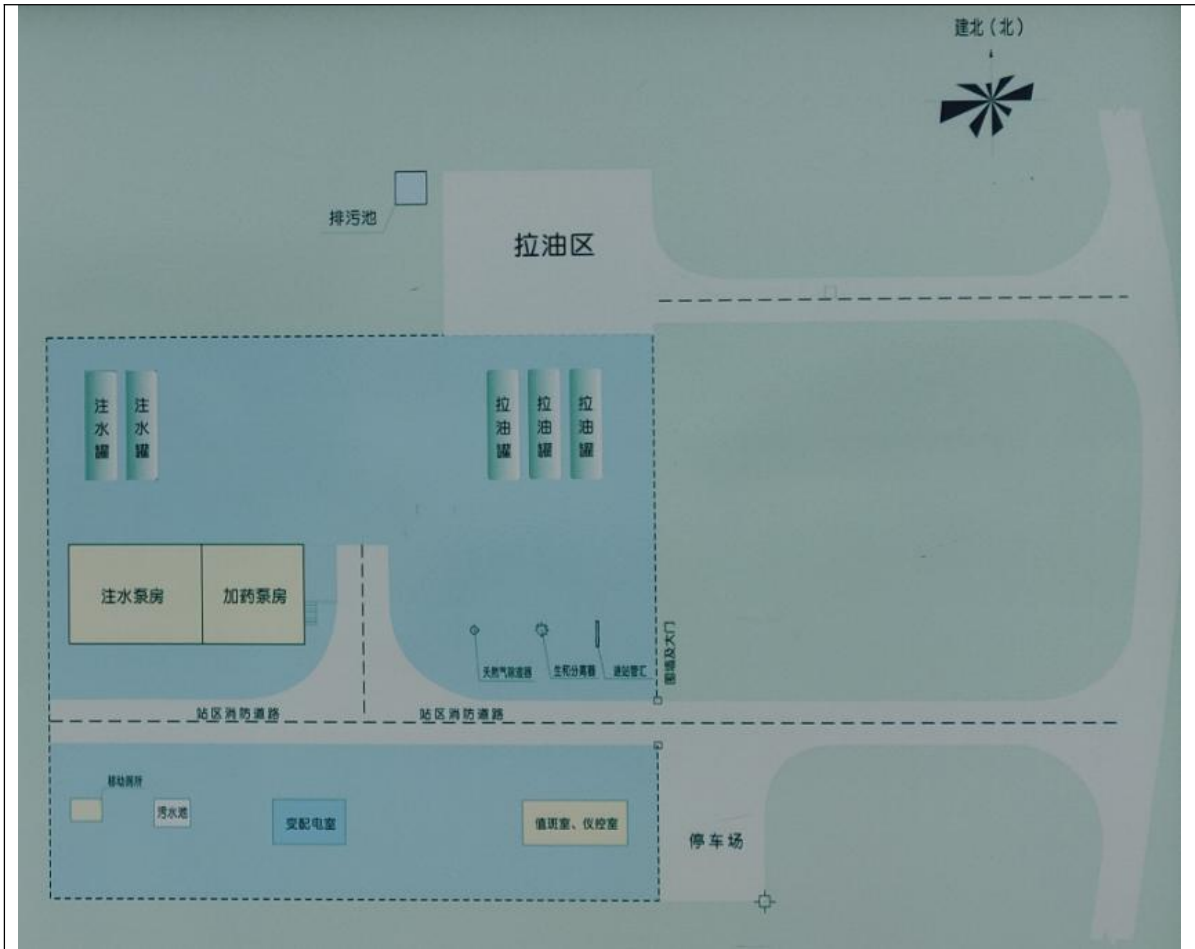 建北（北）
排污池
拉油区
注水罐
注水罐
拉油罐
拉油罐
拉油罐
注水泵房
加药泵房
天然气除液器
生和分离器
进站管汇
围墙及大门
站区消防道路
站区消防道路
移动厕所
污水池
变配电室
值班室、仪控室
停车场